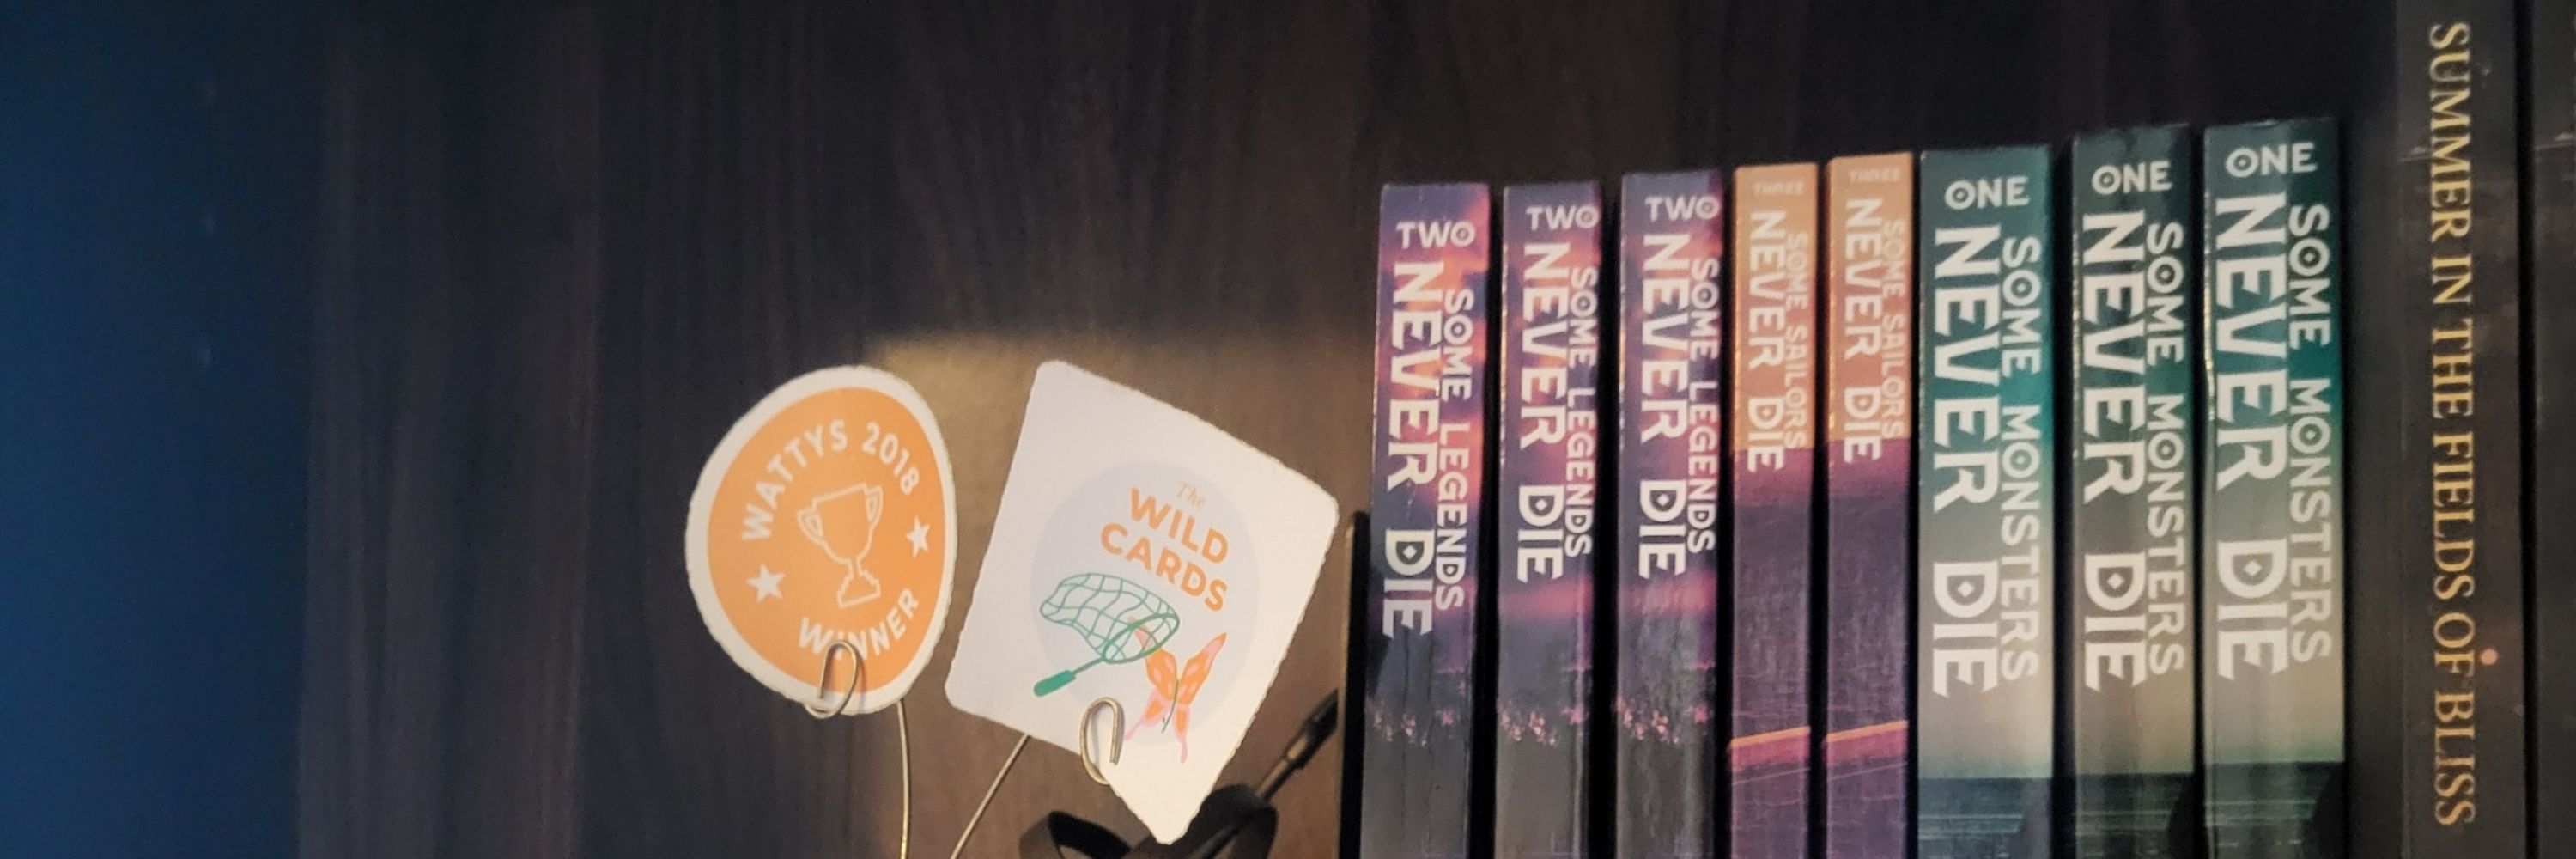 WATTYS 2018
WINNER
The
WILD
CARDS
TWO
SOME LEGENDS
NEVER DIE
TWO
SOME LEGENDS
NEVER DIE
TWO
SOME LEGENDS
NEVER DIE
THREE
SOME SAILORS
NEVER DIE
THREE
SOME SAILORS
NEVER DIE
ONE
SOME MONSTERS
NEVER DIE
ONE
SOME MONSTERS
NEVER DIE
ONE
SOME MONSTERS
NEVER DIE
SUMMER IN THE FIELDS OF BLISS